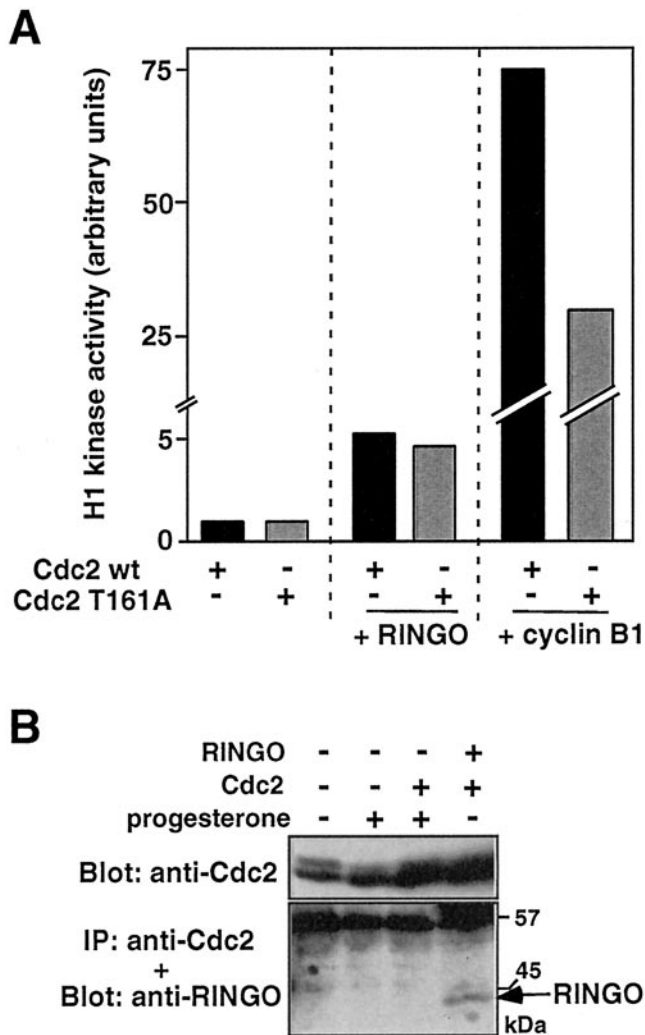 A
H1 kinase activity (arbitrary units)
75
50
25
5
0
Cdc2 wt + - + - + -
Cdc2 T161A - + - + - +
+ RINGO + cyclin B1
B
RINGO - - - +
Cdc2 - - + +
progesterone - + + -
Blot: anti-Cdc2
IP: anti-Cdc2
+
Blot: anti-RINGO
57
45
RINGO
kDa